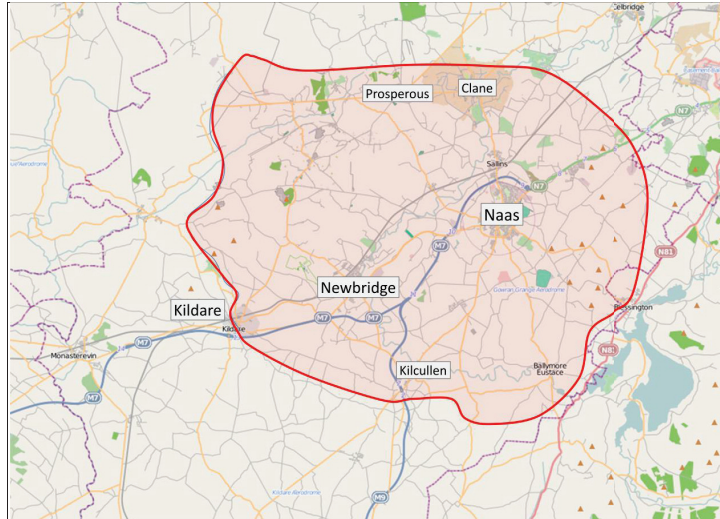 Celbridge
Prosperous
Clane
N7
Sallins
N7
Naas
M7
N81
Newbridge
Kildare
Blessington
M7
M7
Kildare
M7
Monasterevin
N81
Kilcullen
Ballymore
Eustace
M7
M9